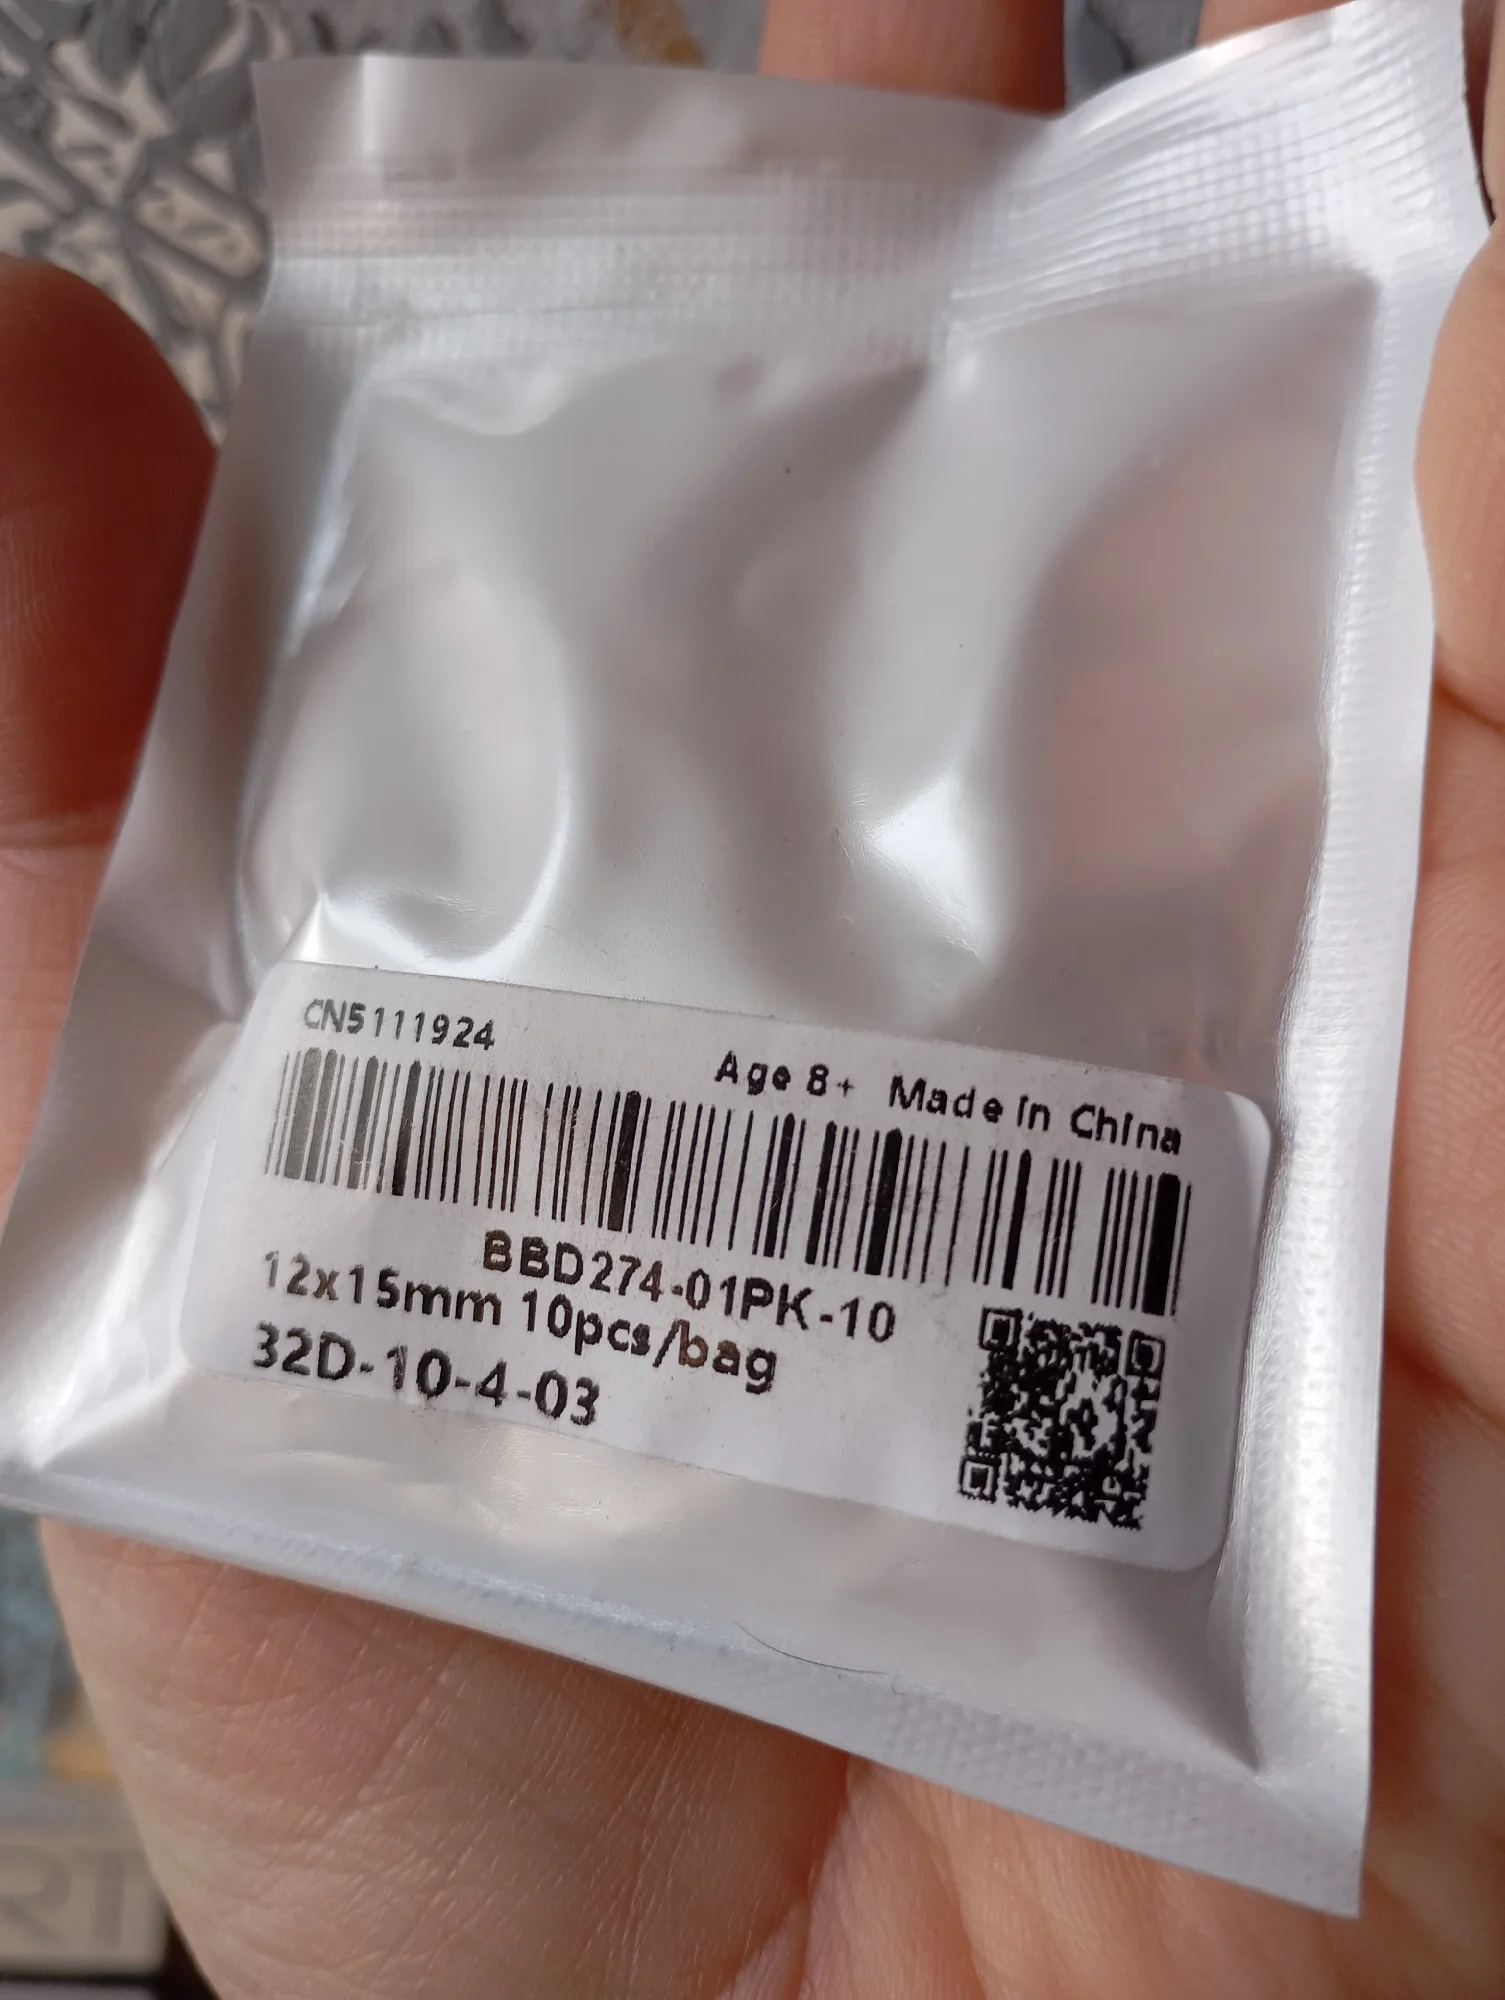 CN5111924
Age 8+ Made in China
BBD274-01PK-10
12x15mm 10pcs/bag
32D-10-4-03